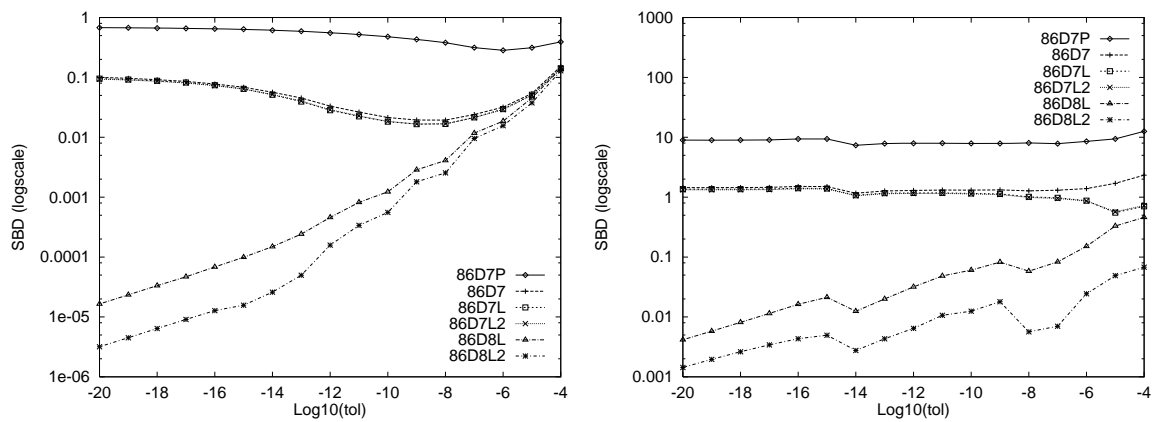 1
0.1
0.01
0.001
0.0001
1e-05
1e-06
SBD (logscale)
86D7P
86D7
86D7L
86D7L2
86D8L
86D8L2
-20 -18 -16 -14 -12 -10 -8 -6 -4
Log10(tol)
1000
100
10
1
0.1
0.01
0.001
SBD (logscale)
86D7P
86D7
86D7L
86D7L2
86D8L
86D8L2
-20 -18 -16 -14 -12 -10 -8 -6 -4
Log10(tol)